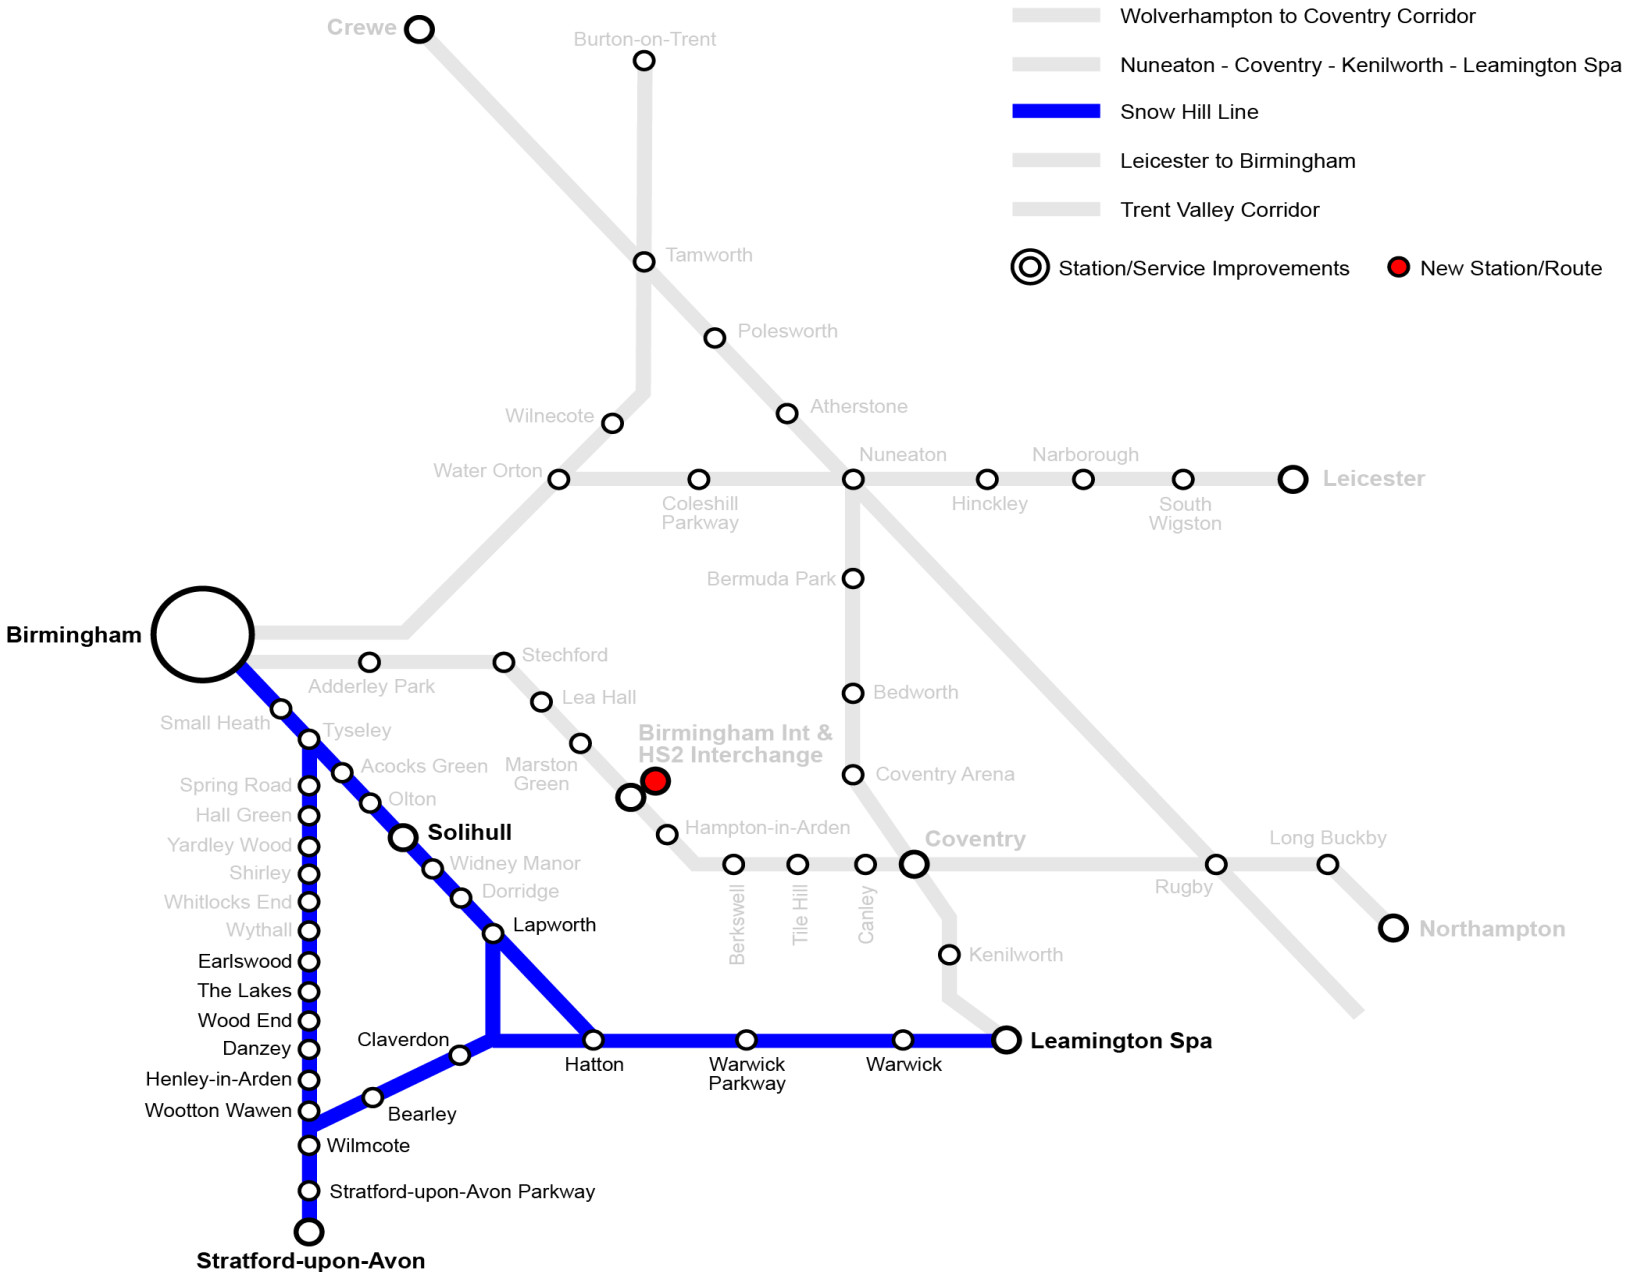 Crewe
Burton-on-Trent
Wolverhampton to Coventry Corridor
Nuneaton - Coventry - Kenilworth - Leamington Spa
Snow Hill Line
Leicester to Birmingham
Trent Valley Corridor
Station/Service Improvements
New Station/Route
Tamworth
Polesworth
Atherstone
Wilnecote
Water Orton
Coleshill
Parkway
Nuneaton
Hinckley
Narborough
South
Wigston
Leicester
Bermuda Park
Birmingham
Adderley Park
Stechford
Lea Hall
Bedworth
Small Heath
Tyseley
Birmingham Int &
HS2 Interchange
Marston
Green
Acocks Green
Coventry Arena
Spring Road
Olton
Hall Green
Solihull
Hampton-in-Arden
Coventry
Long Buckby
Yardley Wood
Widney Manor
Shirley
Dorridge
Rugby
Whitlocks End
Berkswell
Tile Hill
Canley
Lapworth
Wythall
Northampton
Kenilworth
Earlswood
The Lakes
Wood End
Danzey
Claverdon
Leamington Spa
Hatton
Warwick
Parkway
Warwick
Henley-in-Arden
Wootton Wawen
Bearley
Wilmcote
Stratford-upon-Avon Parkway
Stratford-upon-Avon